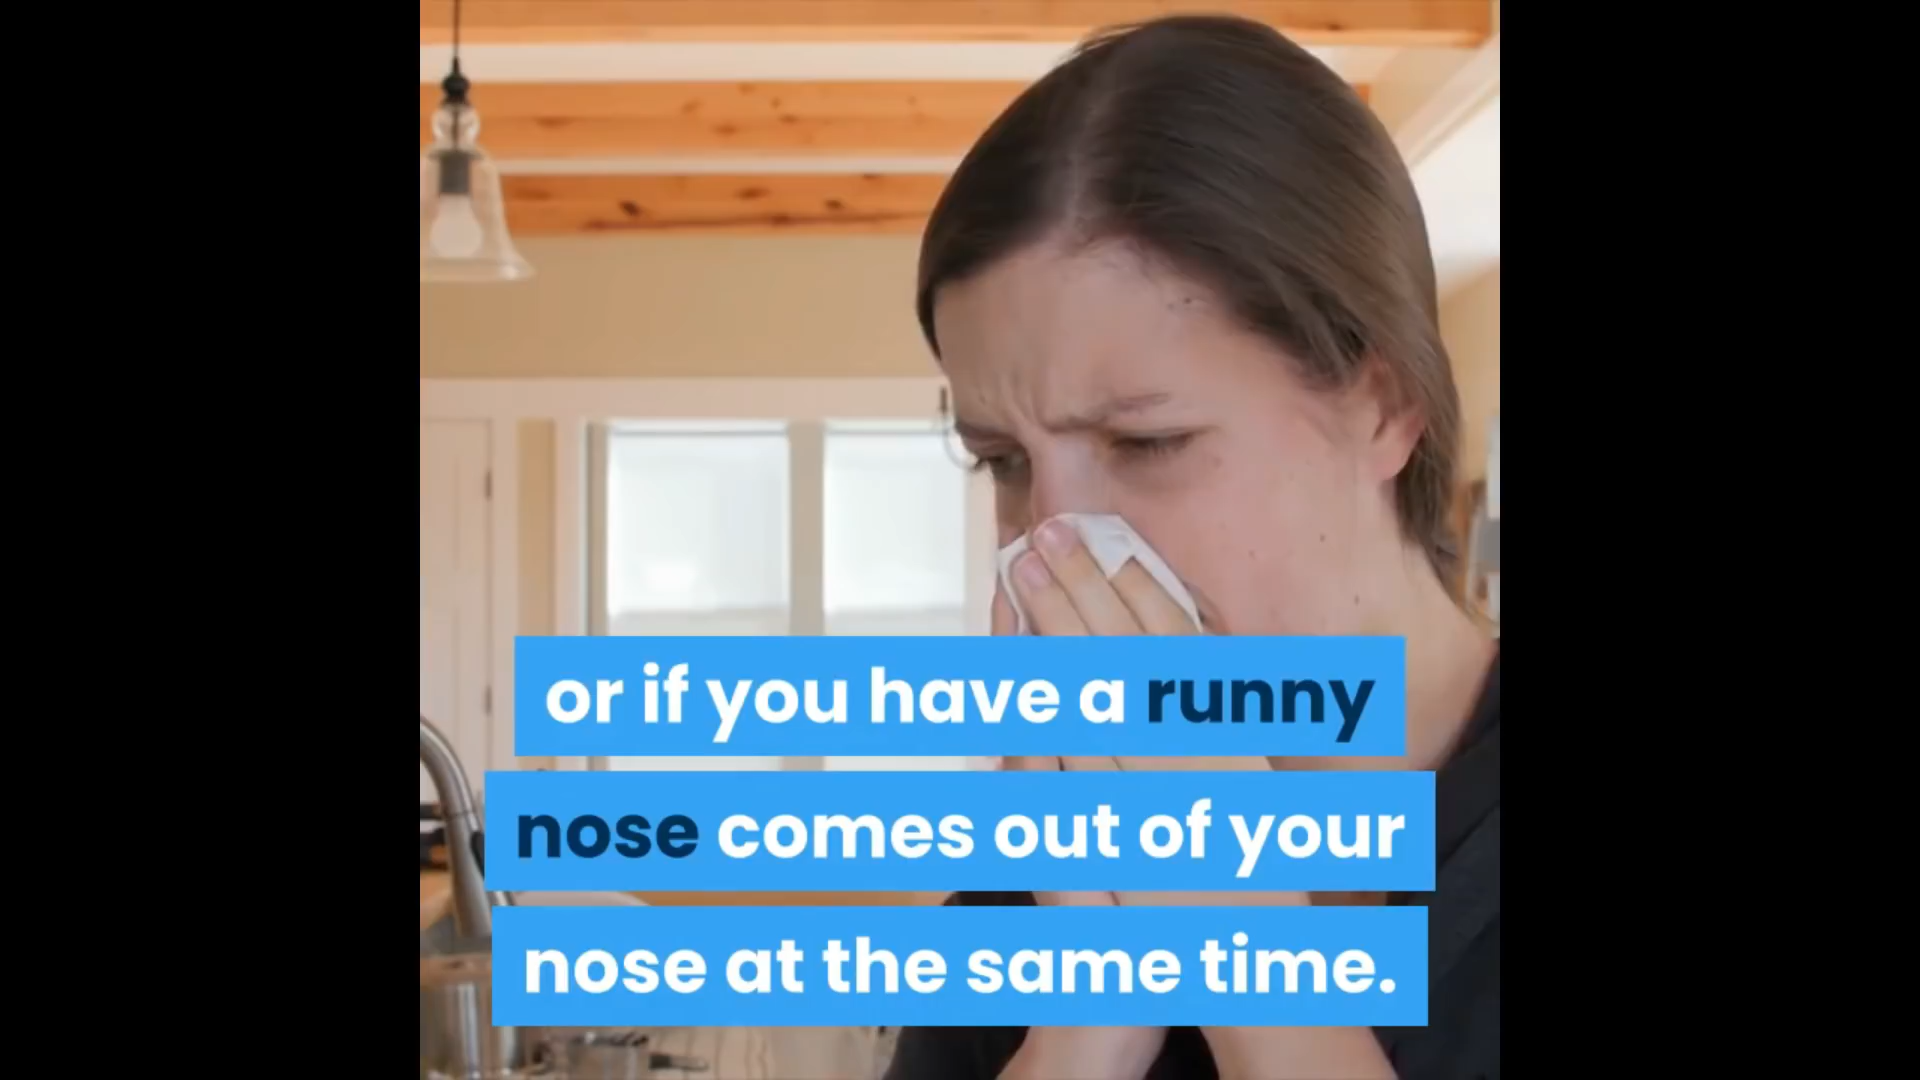 or if you have a runny
nose comes out of your
nose at the same time.